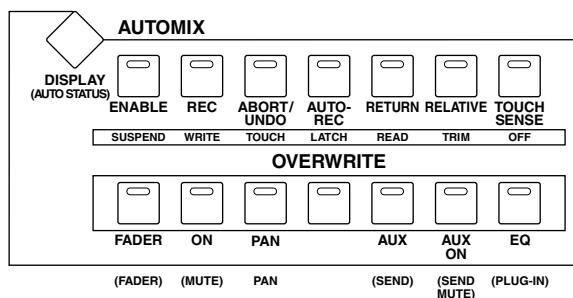 AUTOMIX
DISPLAY
(AUTO STATUS)
ENABLE REC ABORT/ UNDO AUTO- REC RETURN RELATIVE TOUCH SENSE
SUSPEND WRITE TOUCH LATCH READ TRIM OFF
OVERWRITE
FADER ON PAN AUX AUX ON EQ
(FADER) (MUTE) PAN (SEND) (SEND MUTE) (PLUG-IN)